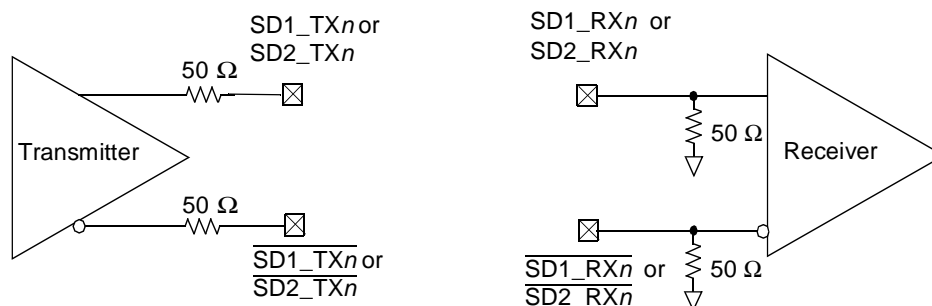 SD1_TXn or
SD2_TXn
50 Ω
Transmitter
50 Ω
SD1_TXn or
SD2_TXn
SD1_RXn or
SD2_RXn
50 Ω
Receiver
SD1_RXn or
SD2_RXn
50 Ω